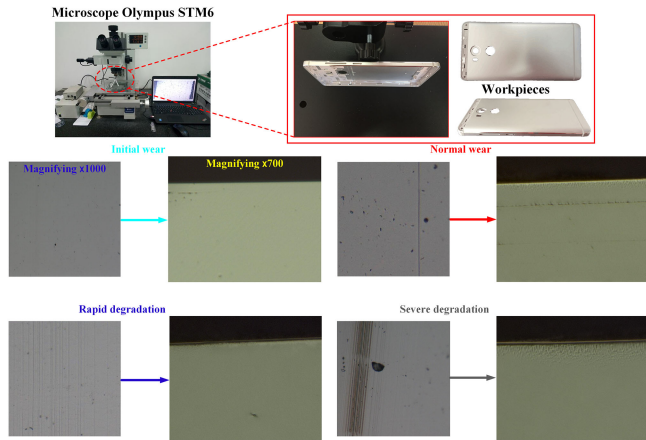 Microscope Olympus STM6
Workpieces
Initial wear
Normal wear
Magnifying x1000
Magnifying x700
Rapid degradation
Severe degradation